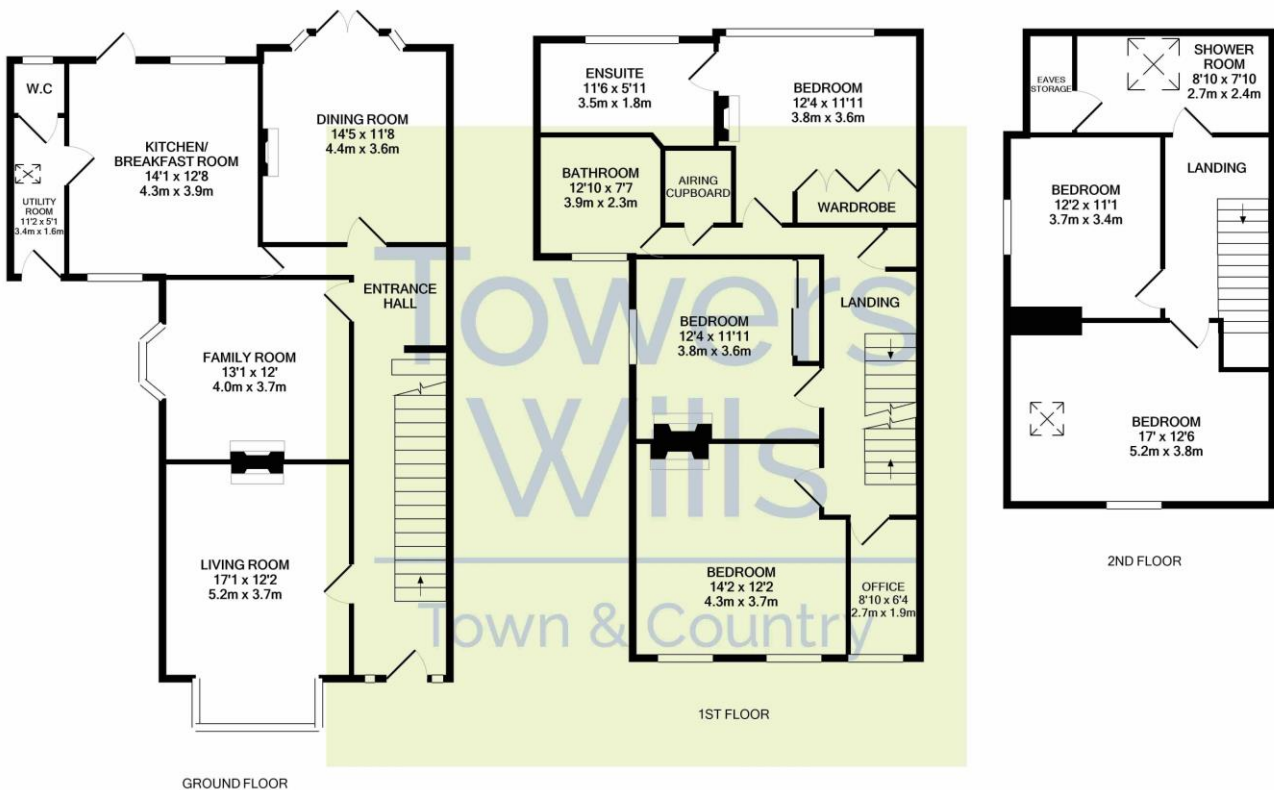 W.C
KITCHEN/
BREAKFAST ROOM
14'1 x 12'8
4.3m x 3.9m
UTILITY
ROOM
11'2 x 5'1
3.4m x 1.6m
DINING ROOM
14'5 x 11'8
4.4m x 3.6m
ENTRANCE
HALL
FAMILY ROOM
13'1 x 12'
4.0m x 3.7m
LIVING ROOM
17'1 x 12'2
5.2m x 3.7m
GROUND FLOOR
ENSUITE
11'6 x 5'11
3.5m x 1.8m
BEDROOM
12'4 x 11'11
3.8m x 3.6m
BATHROOM
12'10 x 7'7
3.9m x 2.3m
AIRING
CUPBOARD
WARDROBE
BEDROOM
12'4 x 11'11
3.8m x 3.6m
LANDING
BEDROOM
14'2 x 12'2
4.3m x 3.7m
OFFICE
8'10 x 6'4
2.7m x 1.9m
1ST FLOOR
EAVES
STORAGE
SHOWER
ROOM
8'10 x 7'10
2.7m x 2.4m
LANDING
BEDROOM
12'2 x 11'1
3.7m x 3.4m
BEDROOM
17' x 12'6
5.2m x 3.8m
2ND FLOOR
Towers
Wills
Town & Country